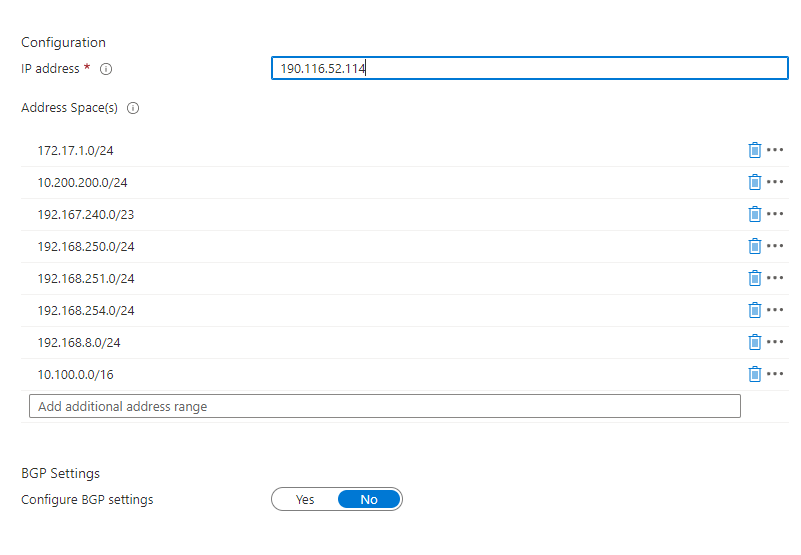 Configuration
IP address *
190.116.52.114
Address Space(s)
172.17.1.0/24
10.200.200.0/24
192.167.240.0/23
192.168.250.0/24
192.168.251.0/24
192.168.254.0/24
192.168.8.0/24
10.100.0.0/16
Add additional address range
BGP Settings
Configure BGP settings
Yes No